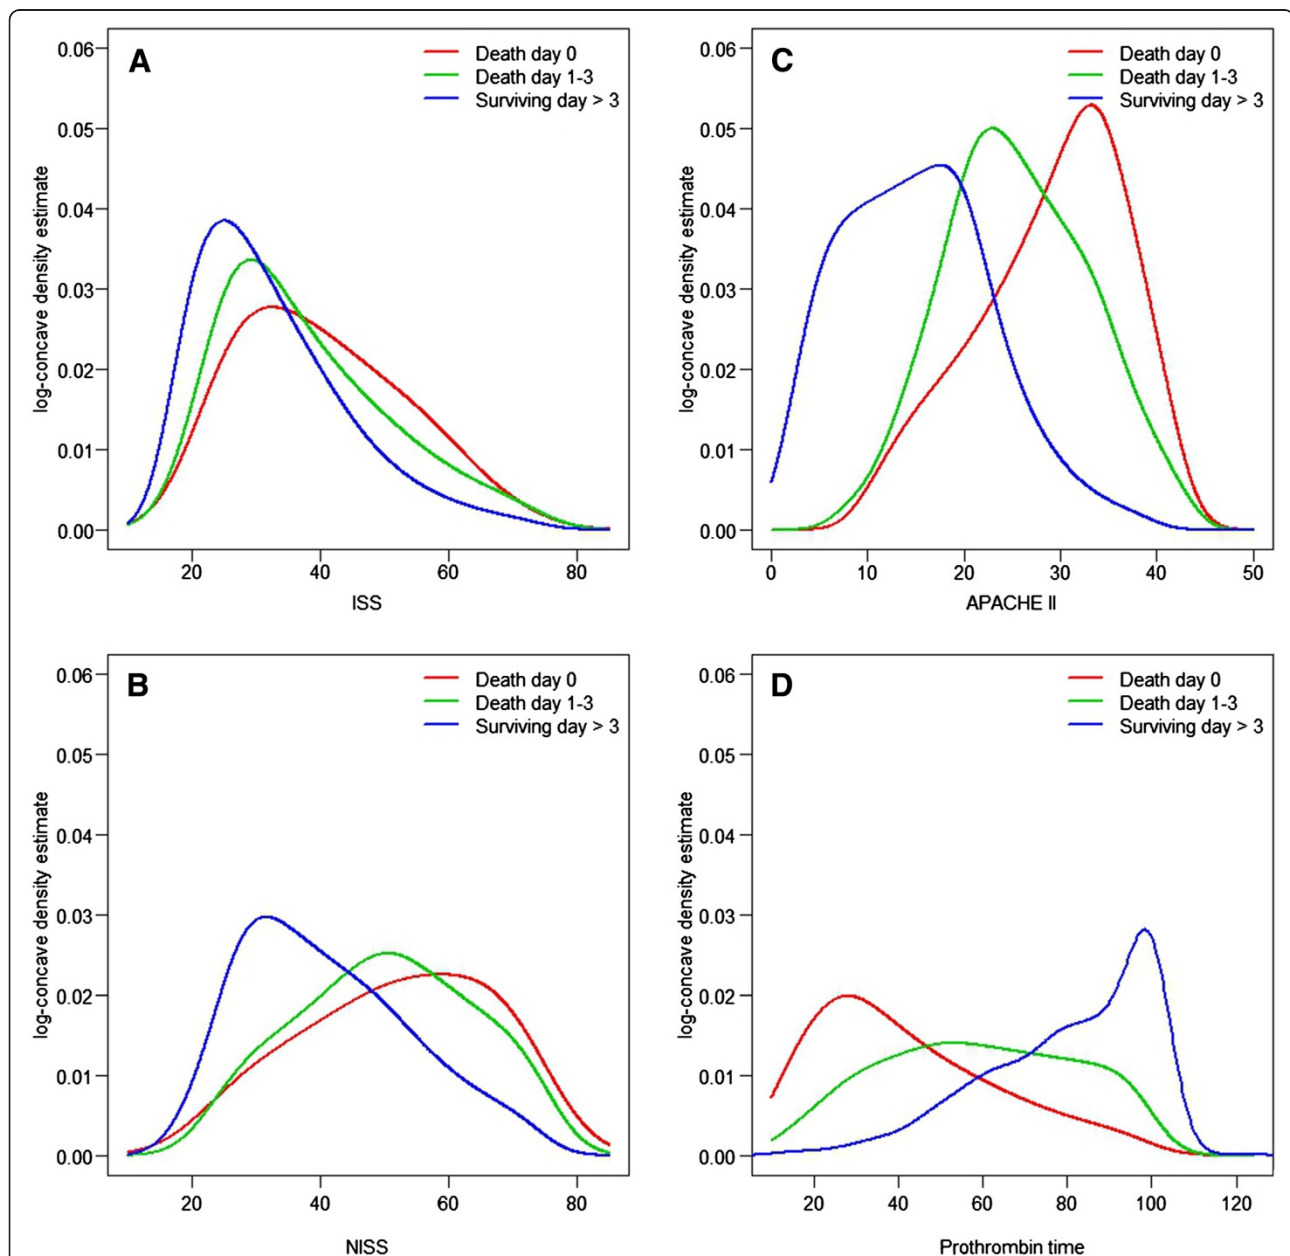 A
Death day 0
Death day 1-3
Surviving day > 3
0.06
0.05
0.04
0.03
0.02
0.01
0.00
log-concave density estimate
20 40 60 80
ISS
C
Death day 0
Death day 1-3
Surviving day > 3
0.06
0.05
0.04
0.03
0.02
0.01
0.00
log-concave density estimate
0 10 20 30 40 50
APACHE II
B
Death day 0
Death day 1-3
Surviving day > 3
0.06
0.05
0.04
0.03
0.02
0.01
0.00
log-concave density estimate
20 40 60 80
NISS
D
Death day 0
Death day 1-3
Surviving day > 3
0.06
0.05
0.04
0.03
0.02
0.01
0.00
log-concave density estimate
20 40 60 80 100 120
Prothrombin time